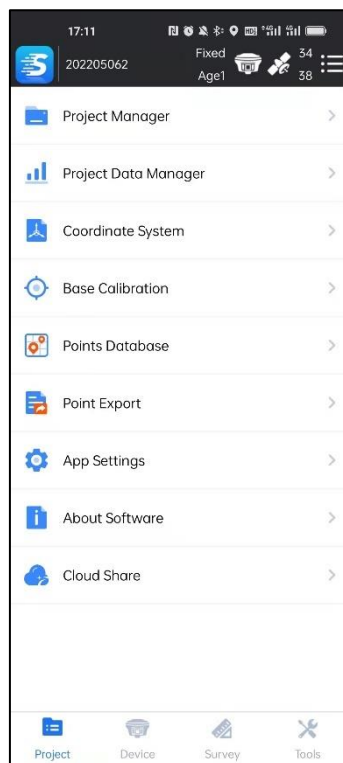 17:11
202205062
Fixed
Age1
34
38
Project Manager
Project Data Manager
Coordinate System
Base Calibration
Points Database
Point Export
App Settings
About Software
Cloud Share
Project
Device
Survey
Tools